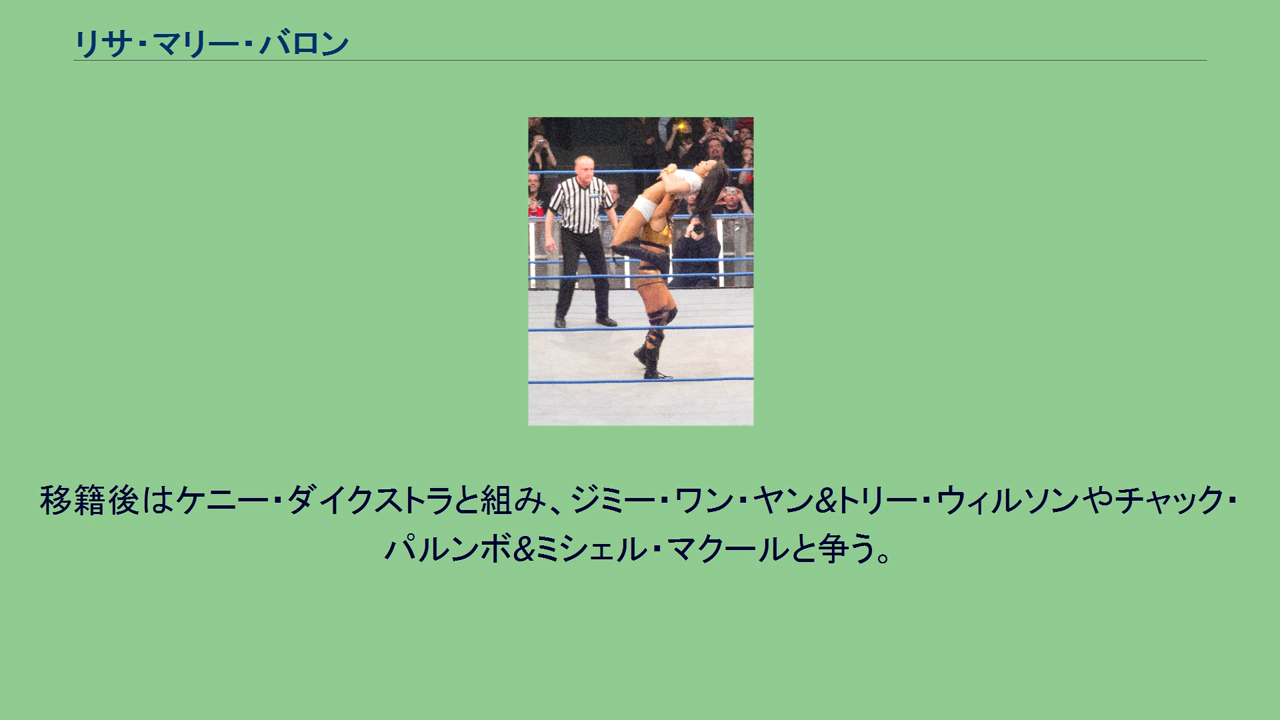 リサ・マリー・バロン
移籍後はケニー・ダイクストラと組み、ジミー・ワン・ヤン&トリー・ウィルソンやチャック・
パルンボ&ミシェル・マクールと争う。